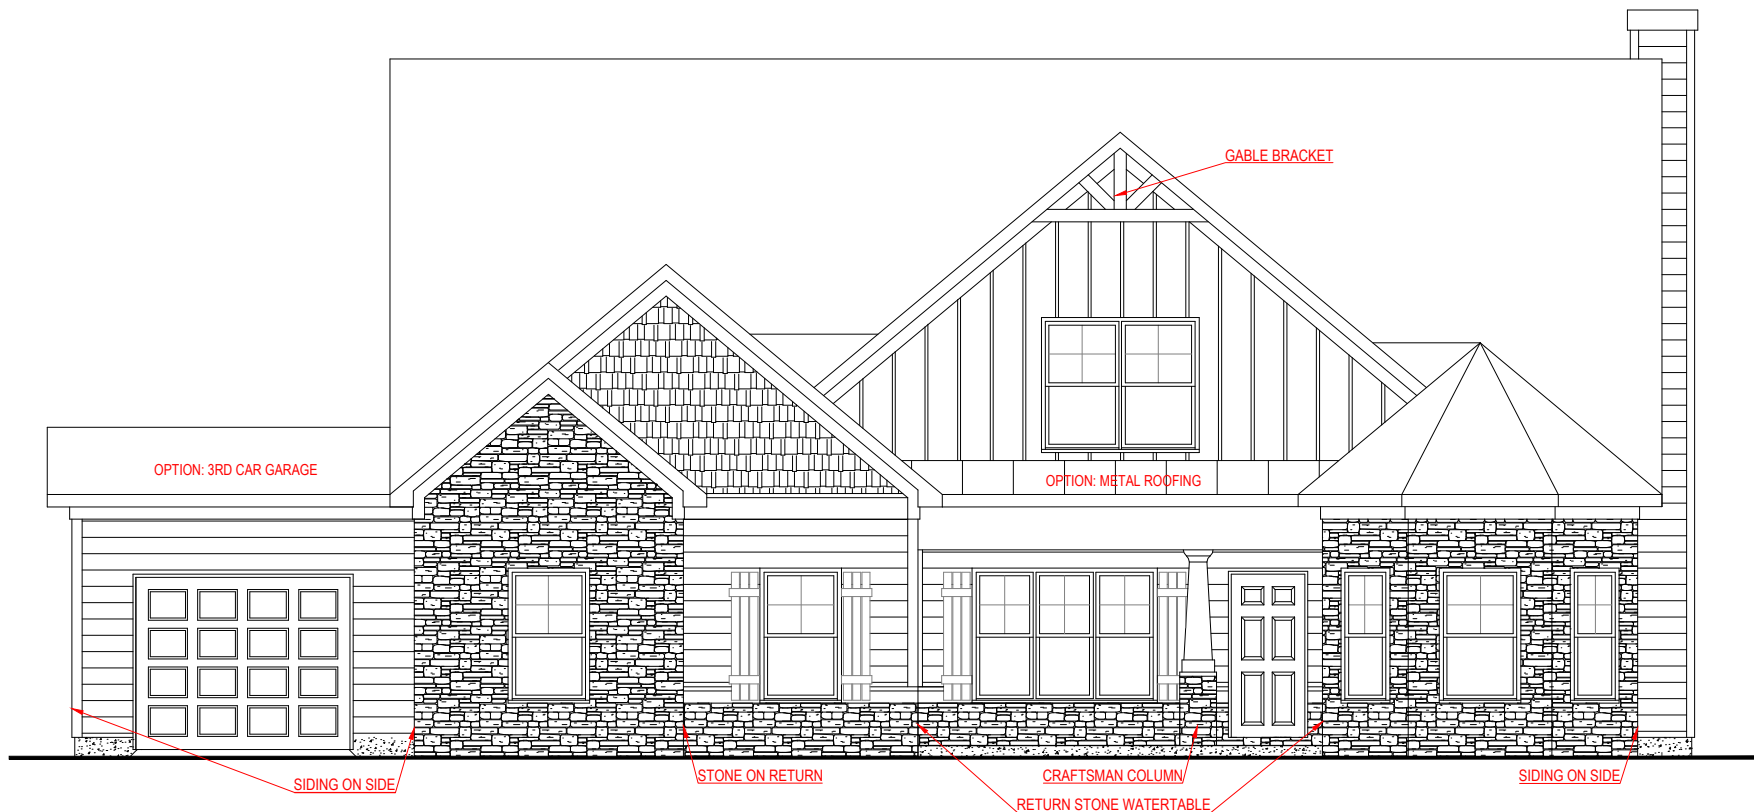 GABLE BRACKET
OPTION: 3RD CAR GARAGE
OPTION: METAL ROOFING
SIDING ON SIDE
STONE ON RETURN
CRAFTSMAN COLUMN
SIDING ON SIDE
RETURN STONE WATERTABLE